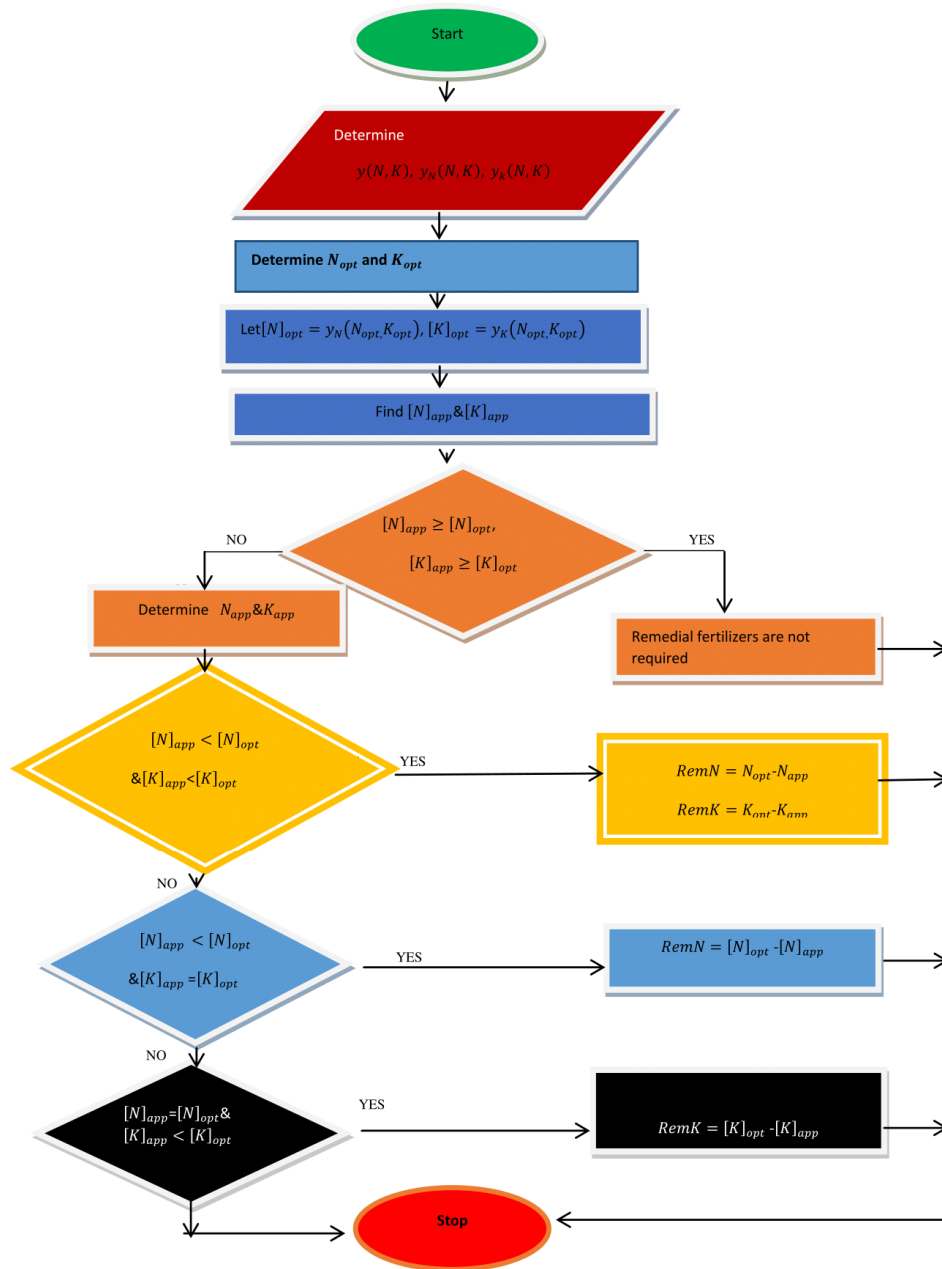 Start
Determine
y(N, K), y_N(N, K), y_K(N, K)
Determine N_opt and K_opt
Let[N]_opt = y_N(N_opt,K_opt), [K]_opt = y_K(N_opt,K_opt)
Find [N]_app&[K]_app
[N]_app ≥ [N]_opt,
[K]_app ≥ [K]_opt
NO
YES
Determine N_app&K_app
Remedial fertilizers are not
required
[N]_app < [N]_opt
&[K]_app<[K]_opt
YES
RemN = N_opt-N_app
RemK = K_opt-K_app
NO
[N]_app < [N]_opt
&[K]_app =[K]_opt
YES
RemN = [N]_opt -[N]_app
NO
[N]_app=[N]_opt&
[K]_app < [K]_opt
YES
RemK = [K]_opt -[K]_app
Stop